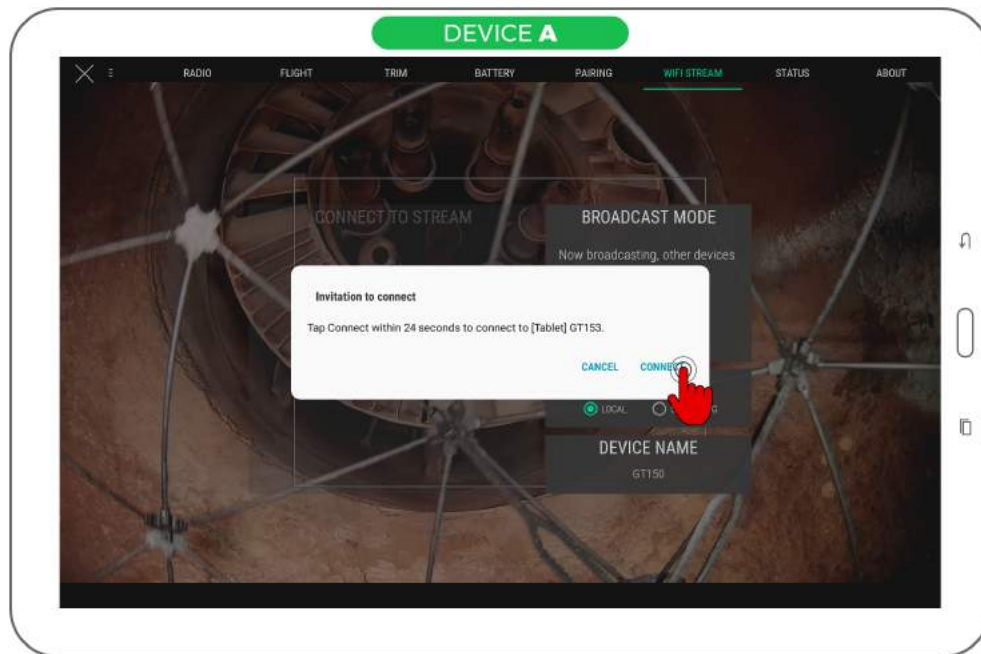 DEVICE A
RADIO FLIGHT TRIM BATTERY PAIRING WIFI STREAM STATUS ABOUT
CONNECT TO STREAM
BROADCAST MODE
Now broadcasting, other devices
Invitation to connect
Tap Connect within 24 seconds to connect to [Tablet] GT153.
CANCEL CONNECT
LOCAL
DEVICE NAME
GT150